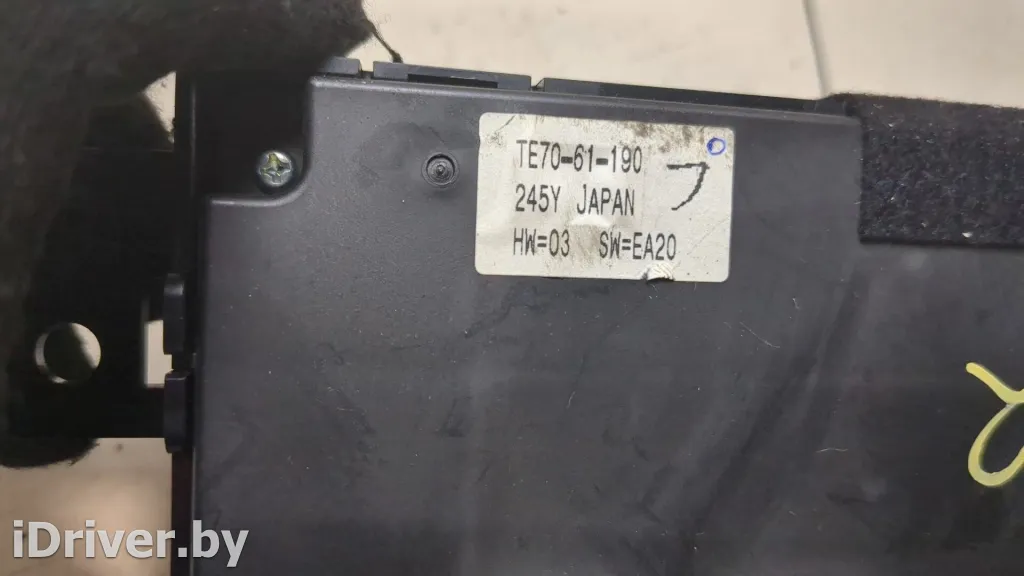 TE70-61-190
245Y JAPAN
HW=03 SW=EA20
iDriver.by